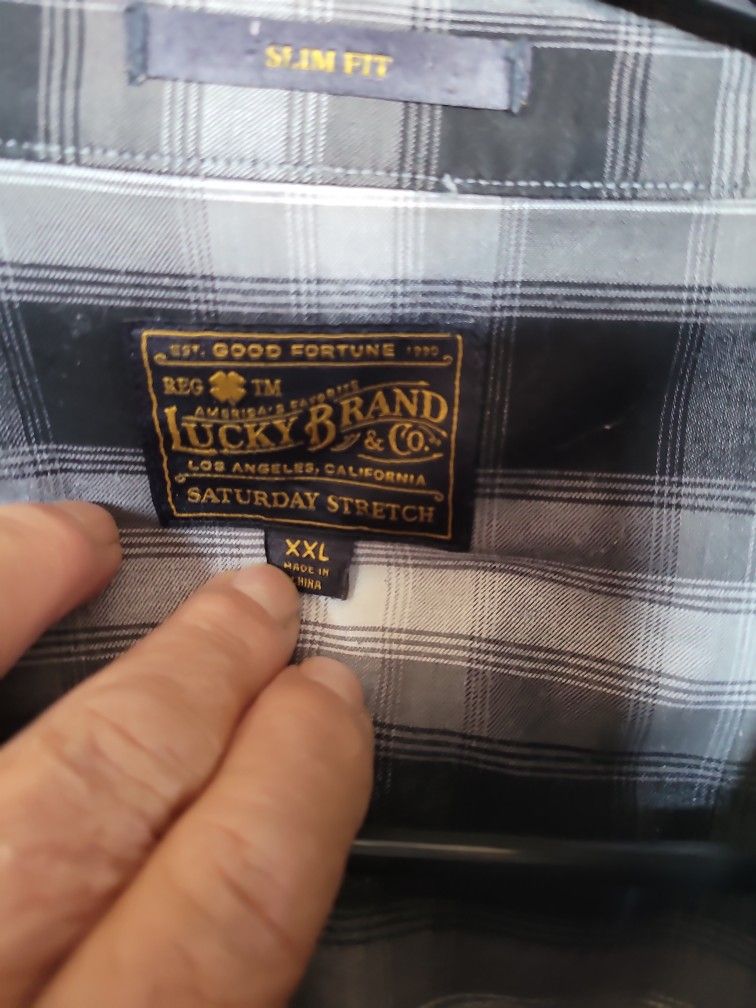 SLIM FIT
EST. GOOD FORTUNE 1990
REG TM
AMERICA'S FAVORITE
LUCKY BRAND
& CO.
LOS ANGELES, CALIFORNIA
SATURDAY STRETCH
XXL
MADE IN
CHINA